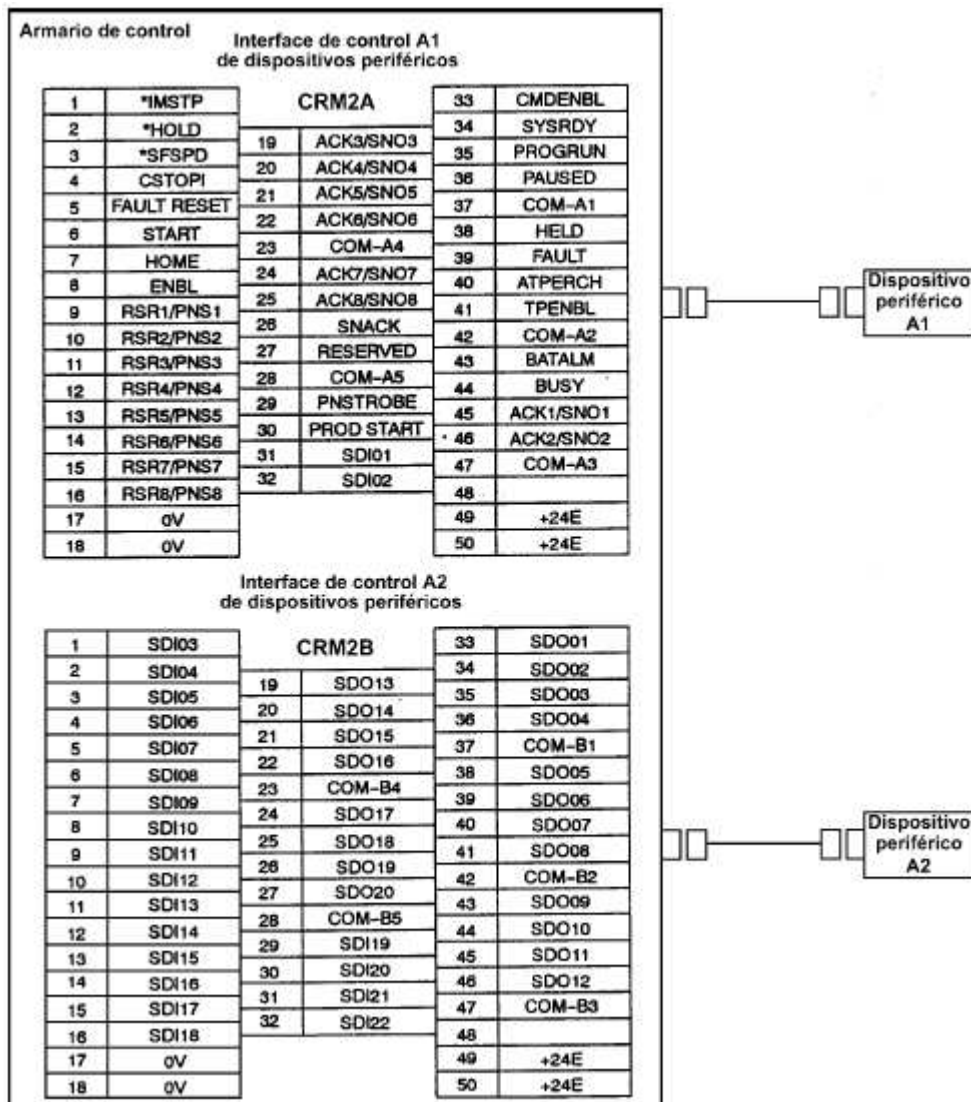 Armario de control
Interface de control A1
de dispositivos periféricos
CRM2A
1 *IMSTP
2 *HOLD
3 *SFSPD
4 CSTOPI
5 FAULT RESET
6 START
7 HOME
8 ENBL
9 RSR1/PNS1
10 RSR2/PNS2
11 RSR3/PNS3
12 RSR4/PNS4
13 RSR5/PNS5
14 RSR6/PNS6
15 RSR7/PNS7
16 RSR8/PNS8
17 0V
18 0V
19 ACK3/SNO3
20 ACK4/SNO4
21 ACK5/SNO5
22 ACK6/SNO6
23 COM-A4
24 ACK7/SNO7
25 ACK8/SNO8
26 SNACK
27 RESERVED
28 COM-A5
29 PNSTROBE
30 PROD START
31 SDI01
32 SDI02
33 CMDENBL
34 SYSRDY
35 PROGRUN
36 PAUSED
37 COM-A1
38 HELD
39 FAULT
40 ATPERCH
41 TPENBL
42 COM-A2
43 BATALM
44 BUSY
45 ACK1/SNO1
46 ACK2/SNO2
47 COM-A3
48
49 +24E
50 +24E
Dispositivo
periférico
A1
Interface de control A2
de dispositivos periféricos
CRM2B
1 SDI03
2 SDI04
3 SDI05
4 SDI06
5 SDI07
6 SDI08
7 SDI09
8 SDI10
9 SDI11
10 SDI12
11 SDI13
12 SDI14
13 SDI15
14 SDI16
15 SDI17
16 SDI18
17 0V
18 0V
19 SDO13
20 SDO14
21 SDO15
22 SDO16
23 COM-B4
24 SDO17
25 SDO18
26 SDO19
27 SDO20
28 COM-B5
29 SDI19
30 SDI20
31 SDI21
32 SDI22
33 SDO01
34 SDO02
35 SDO03
36 SDO04
37 COM-B1
38 SDO05
39 SDO06
40 SDO07
41 SDO08
42 COM-B2
43 SDO09
44 SDO10
45 SDO11
46 SDO12
47 COM-B3
48
49 +24E
50 +24E
Dispositivo
periférico
A2